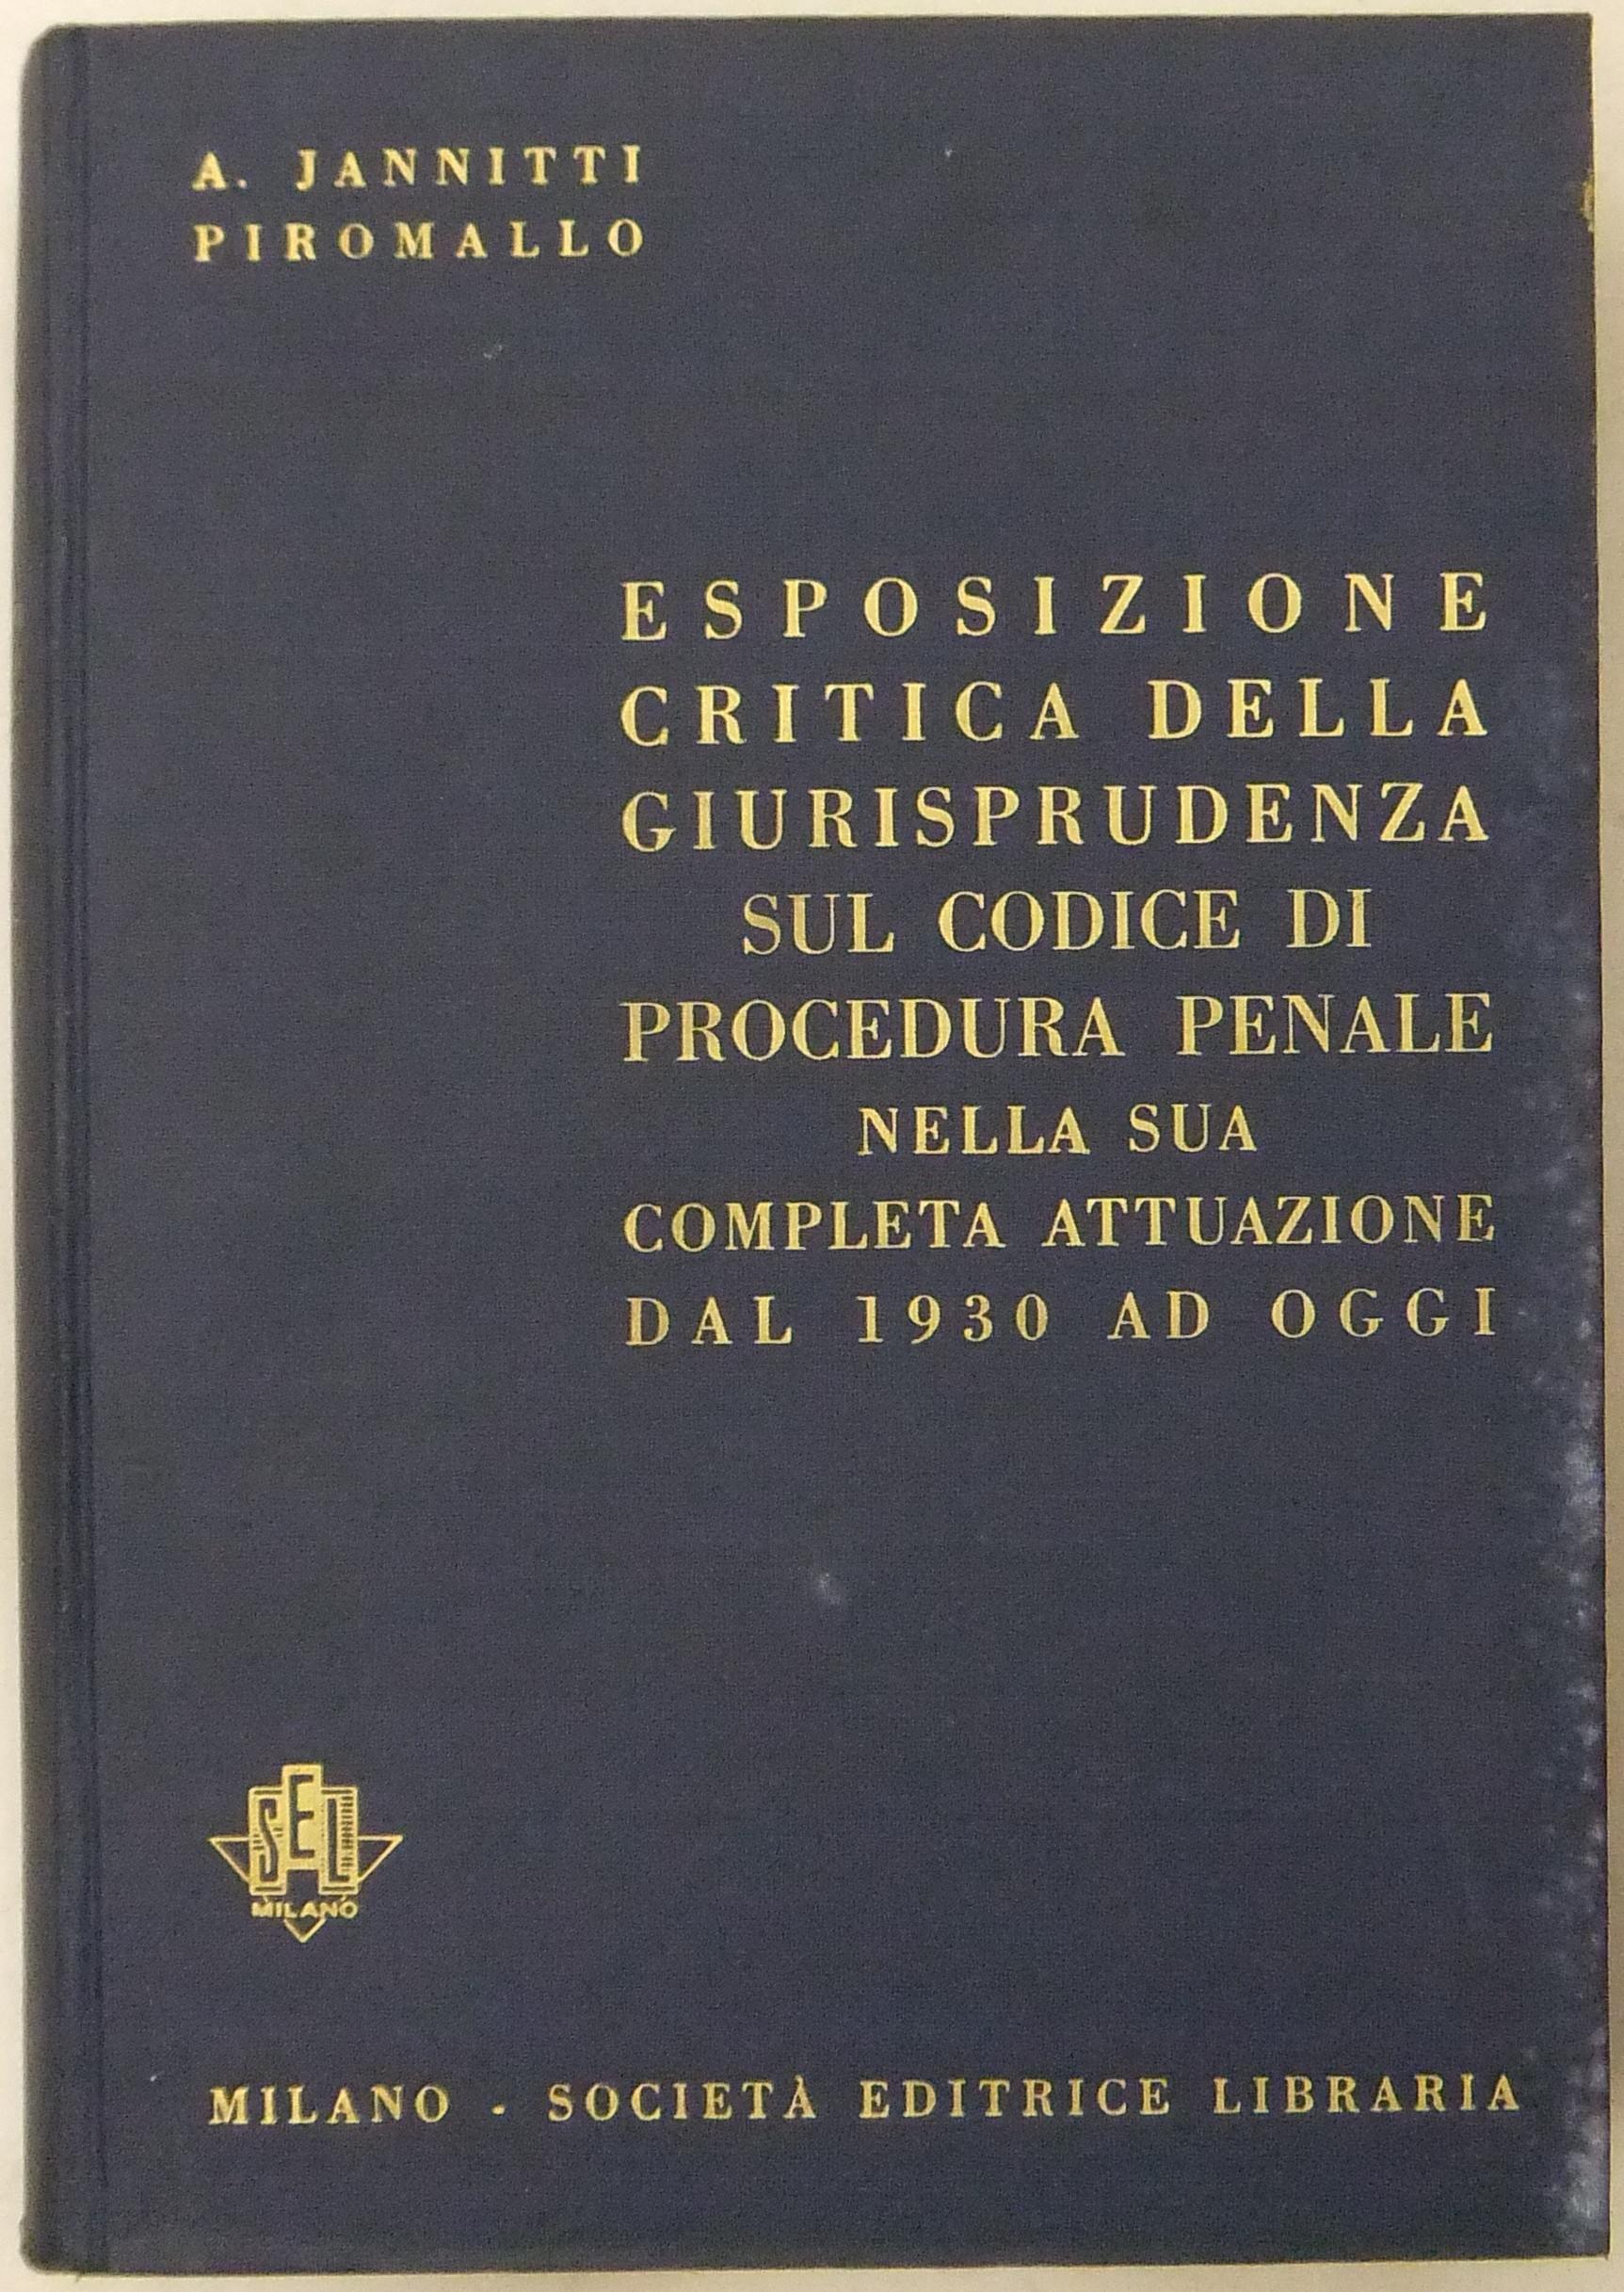 A. JANNITTI
PIROMALLO
ESPOSIZIONE
CRITICA DELLA
GIURISPRUDENZA
SUL CODICE DI
PROCEDURA PENALE
NELLA SUA
COMPLETA ATTUAZIONE
DAL 1930 AD OGGI
SEL
MILANO
MILANO - SOCIETÀ EDITRICE LIBRARIA